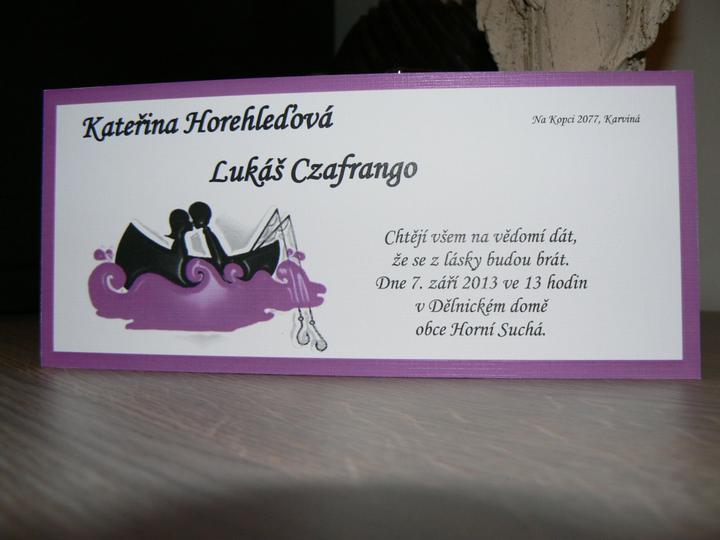 Kateřina Horehleďová
Na Kopci 2077, Karviná
Lukáš Czafrango
Chtějí všem na vědomí dát,
že se z lásky budou brát.
Dne 7. září 2013 ve 13 hodin
v Dělnickém domě
obce Horní Suchá.